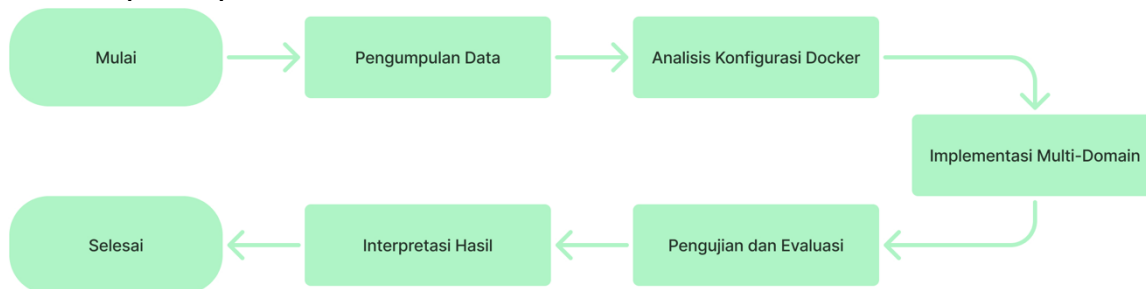 Mulai
Pengumpulan Data
Analisis Konfigurasi Docker
Implementasi Multi-Domain
Pengujian dan Evaluasi
Interpretasi Hasil
Selesai